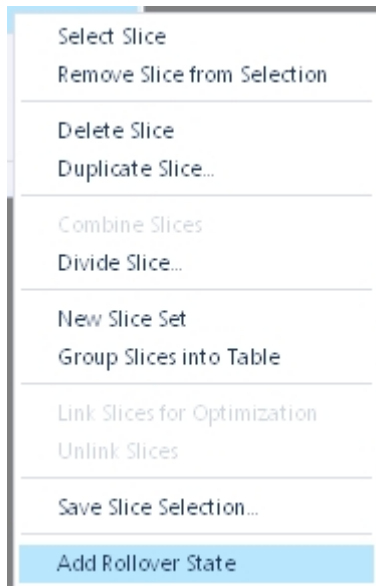 Select Slice
Remove Slice from Selection
Delete Slice
Duplicate Slice...
Combine Slices
Divide Slice...
New Slice Set
Group Slices into Table
Link Slices for Optimization
Unlink Slices
Save Slice Selection...
Add Rollover State